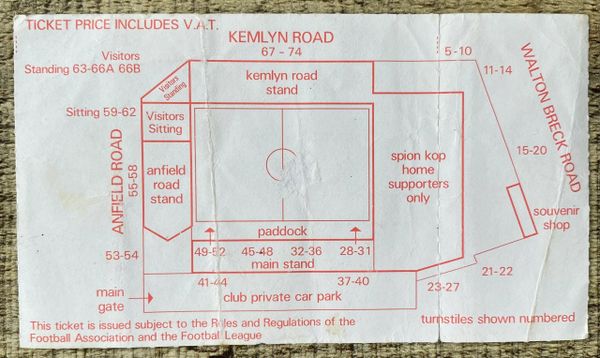 TICKET PRICE INCLUDES V.A.T.
KEMLYN ROAD
67 - 74
Visitors
Standing 63-66A 66B
5-10
11-14
WALTON BRECK ROAD
Visitors
Standing
kemlyn road
stand
Sitting 59-62
Visitors
Sitting
ANFIELD ROAD
55-58
anfield
road
stand
spion kop
home
supporters
only
15-20
souvenir
shop
paddock
53-54
49-52 45-48 32-36 28-31
main stand
21-22
41-44
37-40
23-27
main
gate
club private car park
This ticket is issued subject to the Rules and Regulations of the
Football Association and the Football League
turnstiles shown numbered